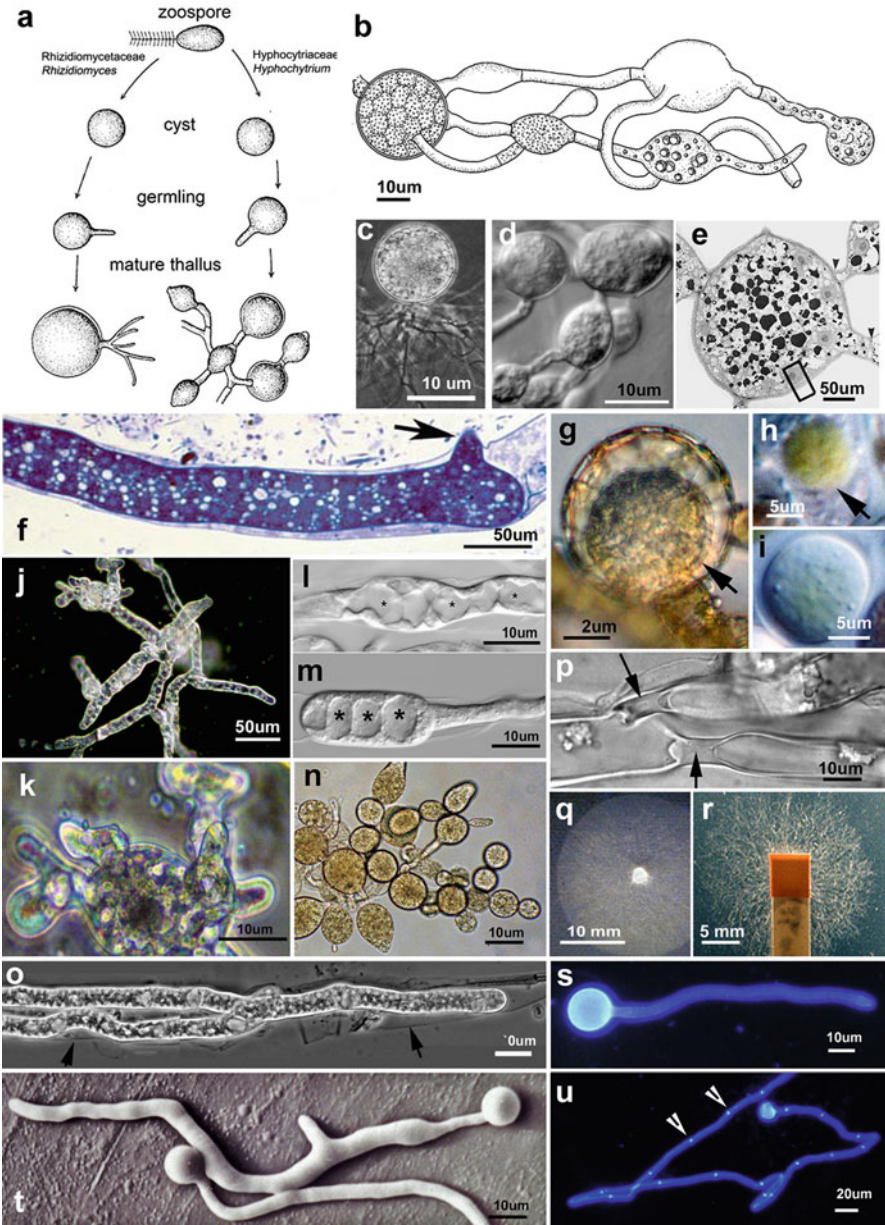 a
zoospore
Rhizidiomycetaceae
Rhizidiomyces
Hyphocytriaceae
Hyphochytrium
cyst
germling
mature thallus
b
10um
c
10 um
d
10um
e
50um
f
50um
g
2um
h
5um
i
5um
j
50um
k
10um
l
* * *
10um
m
* * *
10um
n
10um
o
10um
p
10um
q
10 mm
r
5 mm
s
10um
t
10um
u
20um